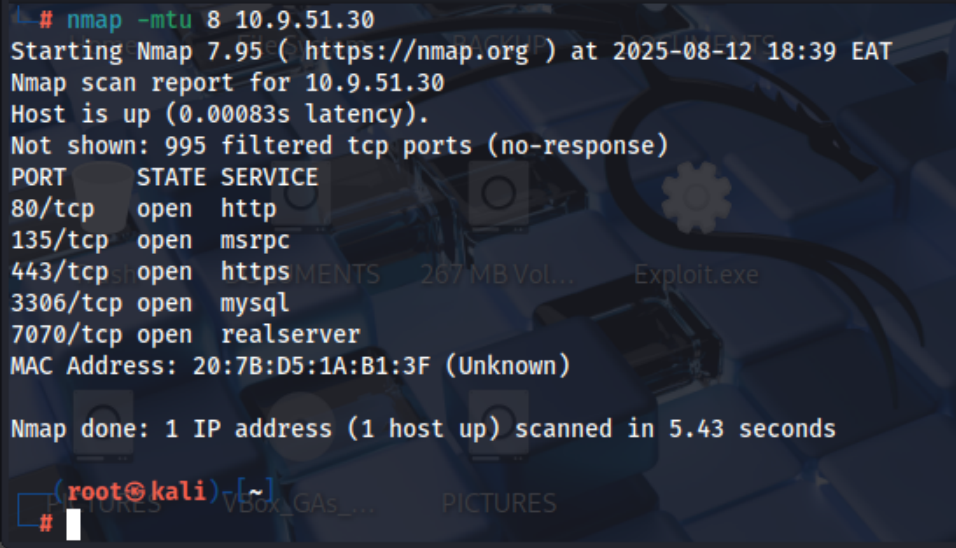 # nmap -mtu 8 10.9.51.30
Starting Nmap 7.95 ( https://nmap.org ) at 2025-08-12 18:39 EAT
Nmap scan report for 10.9.51.30
Host is up (0.00083s latency).
Not shown: 995 filtered tcp ports (no-response)
PORT     STATE SERVICE
80/tcp   open  http
135/tcp  open  msrpc
443/tcp  open  https
3306/tcp open  mysql
7070/tcp open  realserver
MAC Address: 20:7B:D5:1A:B1:3F (Unknown)
Nmap done: 1 IP address (1 host up) scanned in 5.43 seconds
(root㉿kali)-[~]
#
BACKUP
DOCUMENTS
267 MB Vol...
Exploit.exe
PICTURES
VBox_GAs_...
PICTURES